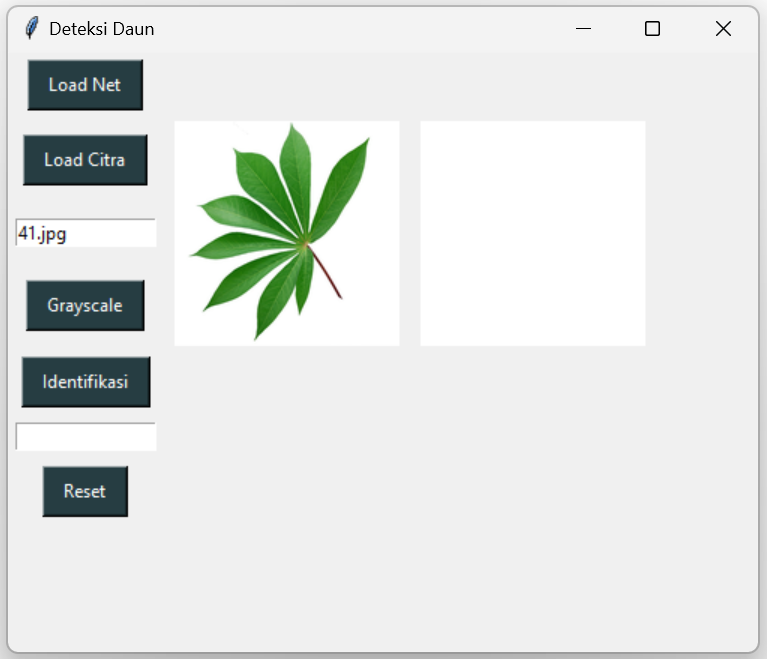 Deteksi Daun
Load Net
Load Citra
41.jpg
Grayscale
Identifikasi
Reset